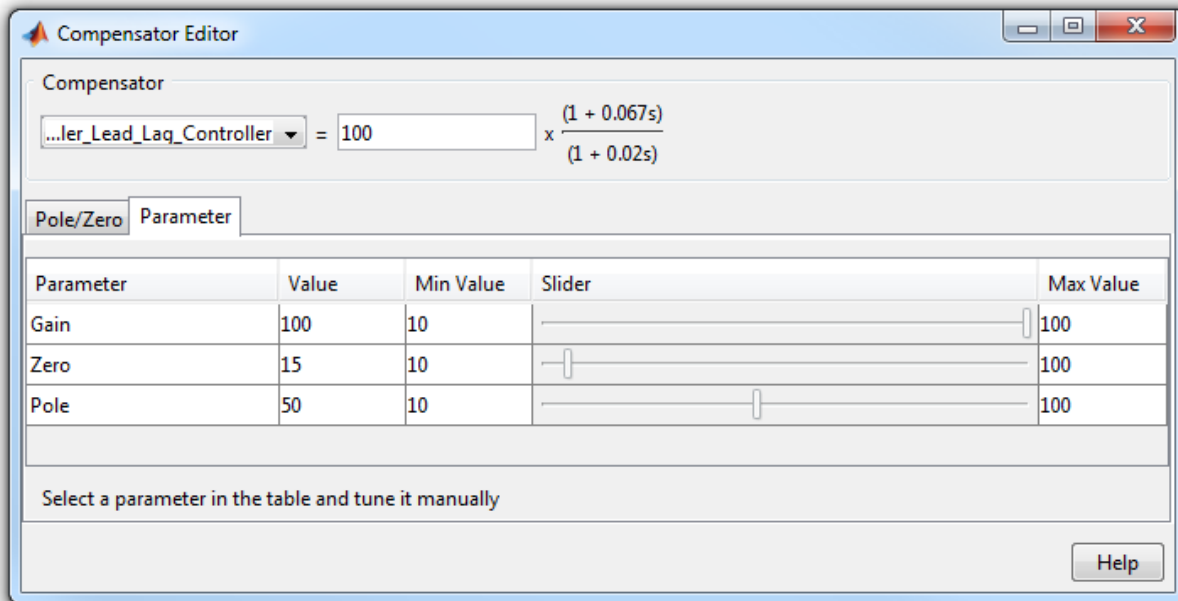 Compensator Editor
Compensator
...ler_Lead_Lag_Controller = 100 x (1 + 0.067s)
(1 + 0.02s)
Pole/Zero Parameter
Parameter Value Min Value Slider Max Value
Gain 100 10 100
Zero 15 10 100
Pole 50 10 100
Select a parameter in the table and tune it manually
Help